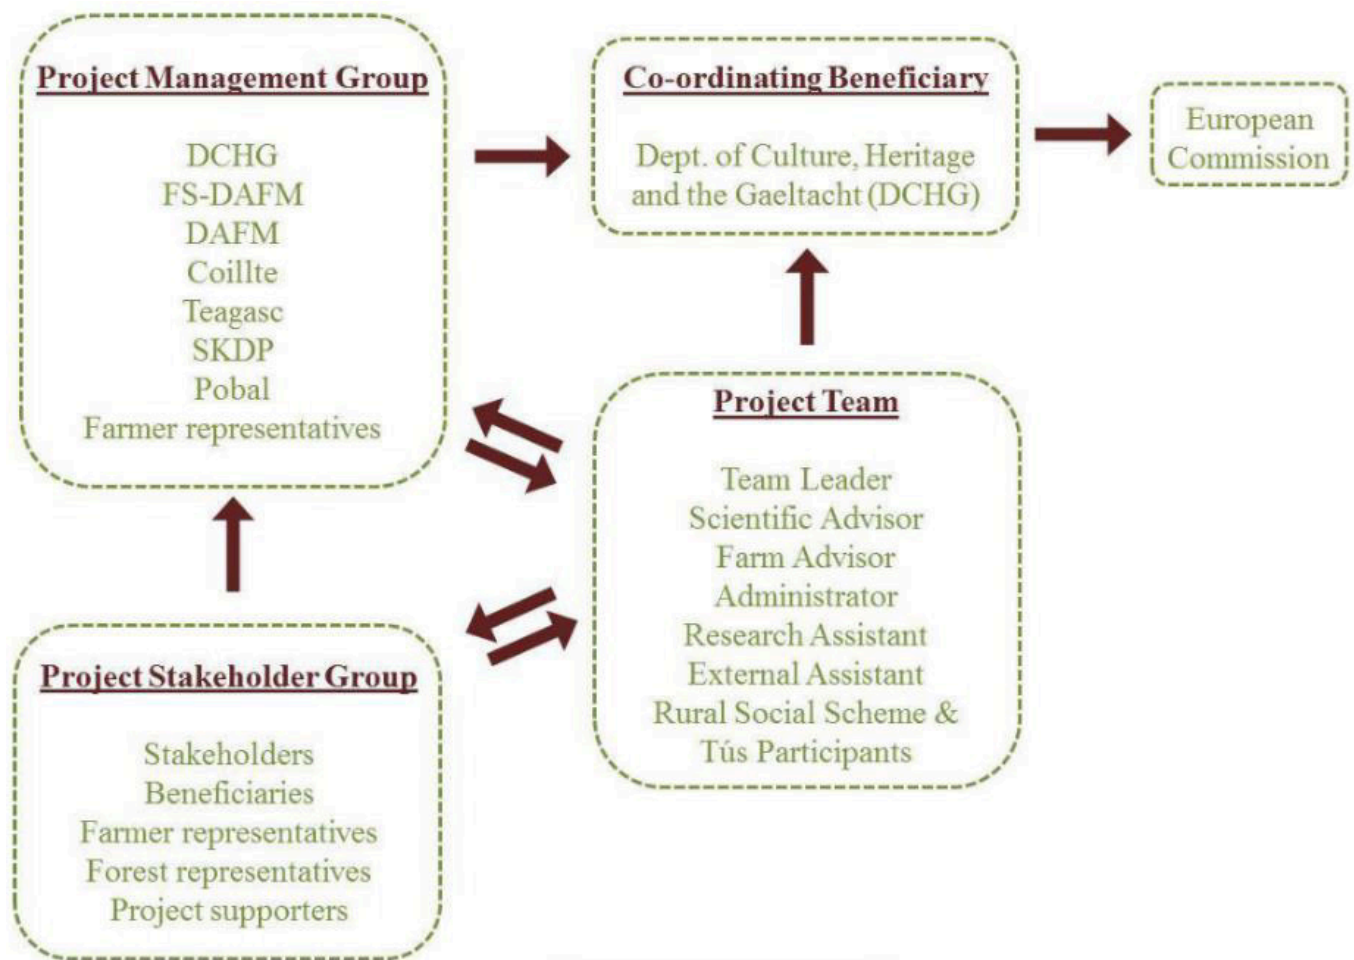 Project Management Group
DCHG
FS-DAFM
DAFM
Coillte
Teagasc
SKDP
Pobal
Farmer representatives
Co-ordinating Beneficiary
Dept. of Culture, Heritage
and the Gaeltacht (DCHG)
European
Commission
Project Team
Team Leader
Scientific Advisor
Farm Advisor
Administrator
Research Assistant
External Assistant
Rural Social Scheme &
Tús Participants
Project Stakeholder Group
Stakeholders
Beneficiaries
Farmer representatives
Forest representatives
Project supporters